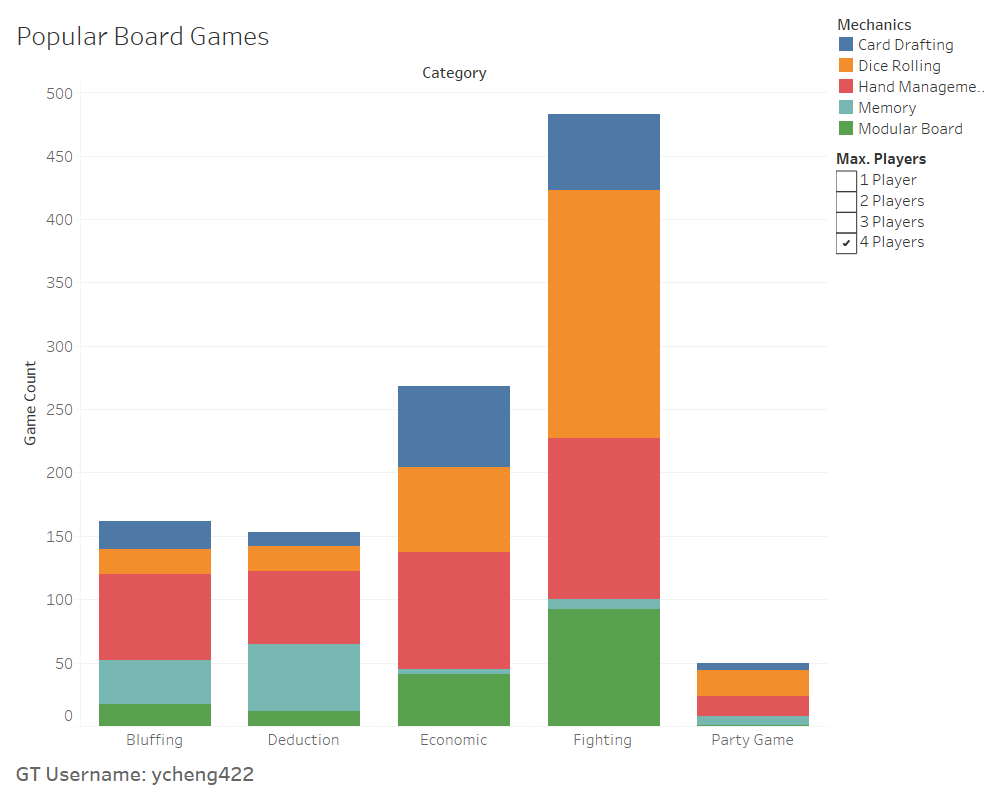 Popular Board Games
Category
Game Count
500
450
400
350
300
250
200
150
100
50
0
Bluffing
Deduction
Economic
Fighting
Party Game
Mechanics
Card Drafting
Dice Rolling
Hand Manageme..
Memory
Modular Board
Max. Players
1 Player
2 Players
3 Players
4 Players
GT Username: ycheng422